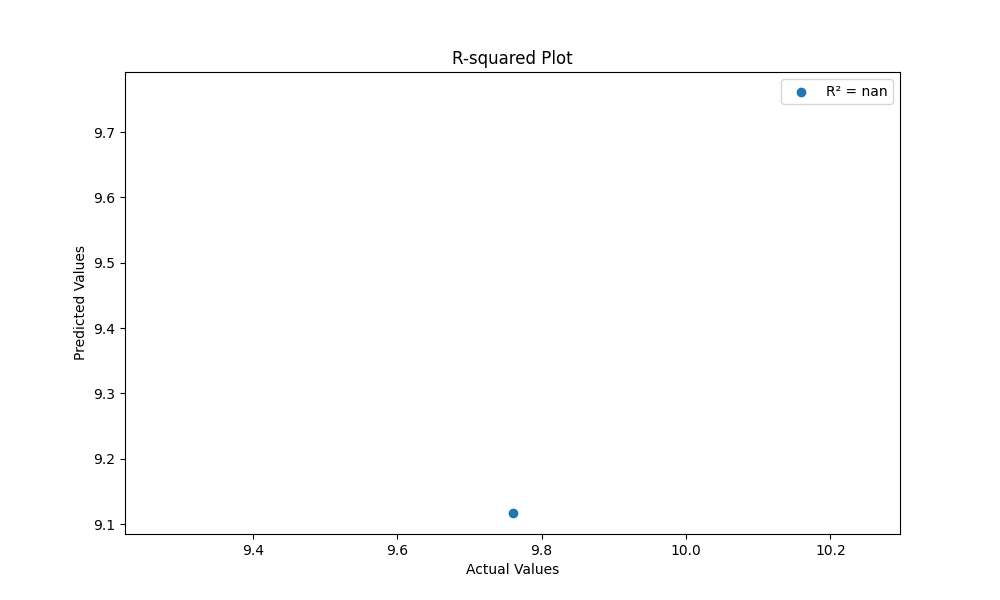 R-squared Plot
R² = nan
9.7
9.6
9.5
9.4
9.3
9.2
9.1
Predicted Values
9.4 9.6 9.8 10.0 10.2
Actual Values